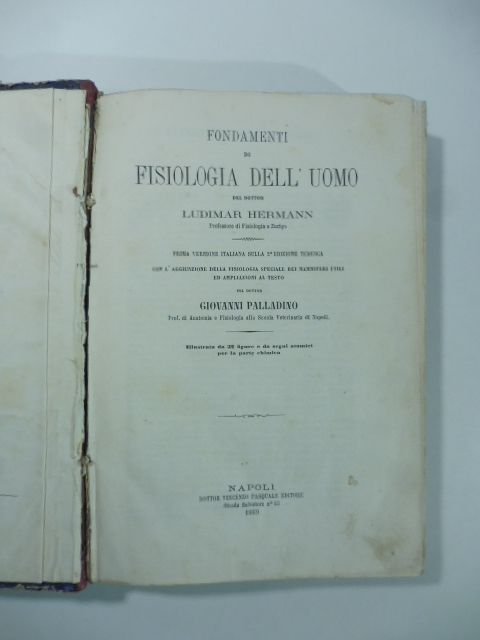 FONDAMENTI
DI
FISIOLOGIA DELL' UOMO
DEL DOTTOR
LUDIMAR HERMANN
Professore di Fisiologia a Zurigo
PRIMA VERSIONE ITALIANA SULLA 2ª EDIZIONE TEDESCA
CON L' AGGIUNZIONE DELLA FISIOLOGIA SPECIALE DEI MAMMIFERI UTILI
ED AMPLIAZIONI AL TESTO
DEL DOTTOR
GIOVANNI PALLADINO
Prof. di Anatomia e Fisiologia alla Scuola Veterinaria di Napoli.
Illustrata da figure e da segni atomici
per la parte chimica
NAPOLI
DOTTOR VINCENZO PASQUALE EDITORE
Strada Salvatore nº
1869